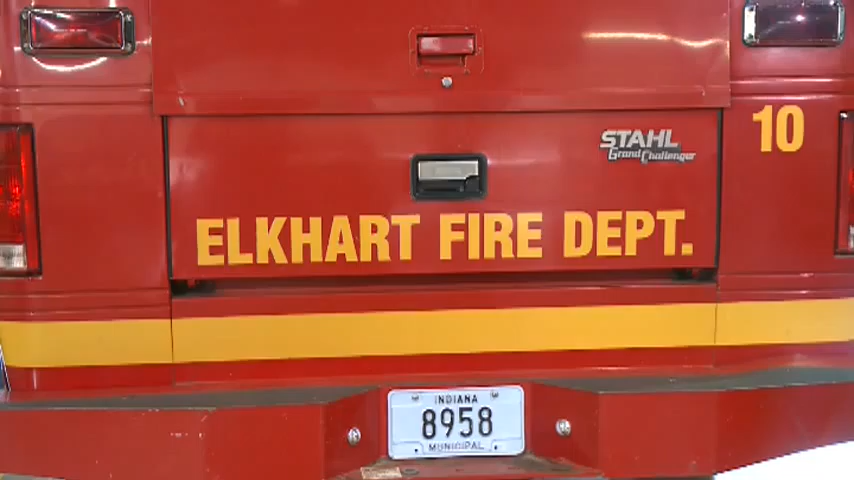 STAHL
Grand Challenger
10
ELKHART FIRE DEPT.
INDIANA
8958
MUNICIPAL